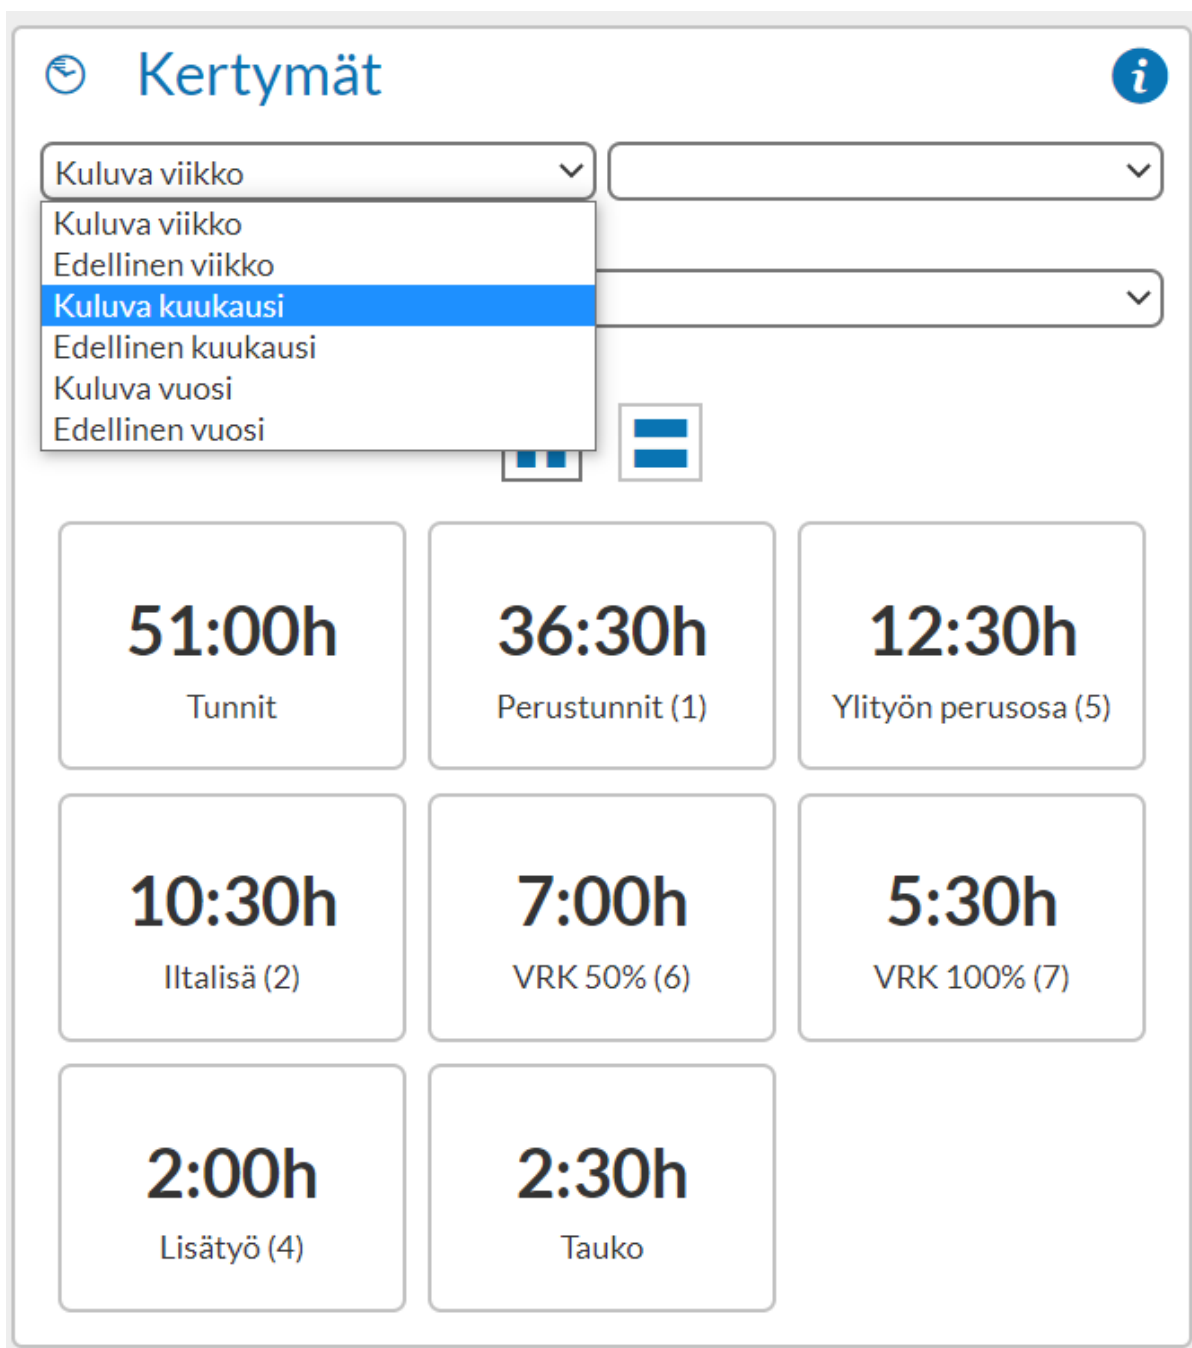 Kertymät
Kuluva viikko
Kuluva viikko
Edellinen viikko
Kuluva kuukausi
Edellinen kuukausi
Kuluva vuosi
Edellinen vuosi
51:00h
Tunnit
36:30h
Perustunnit (1)
12:30h
Ylityön perusosa (5)
10:30h
Iltalisä (2)
7:00h
VRK 50% (6)
5:30h
VRK 100% (7)
2:00h
Lisätyö (4)
2:30h
Tauko